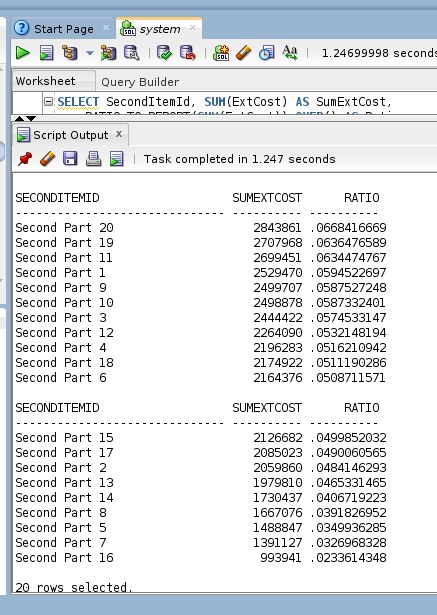 Start Page
system
1.24699998 seconds
Worksheet
Query Builder
SELECT SecondItemId, SUM(ExtCost) AS SumExtCost,
Script Output
Task completed in 1.247 seconds
SECONDITEMID SUMEXTCOST RATIO
------------------------------ ---------- ----------
Second Part 20 2843861 .0668416669
Second Part 19 2707968 .0636476589
Second Part 11 2699451 .0634474767
Second Part 1 2529470 .0594522697
Second Part 9 2499707 .0587527248
Second Part 10 2498878 .0587332401
Second Part 3 2444422 .0574533147
Second Part 12 2264090 .0532148194
Second Part 4 2196283 .0516210942
Second Part 18 2174922 .0511190286
Second Part 6 2164376 .0508711571
SECONDITEMID SUMEXTCOST RATIO
------------------------------ ---------- ----------
Second Part 15 2126682 .0499852032
Second Part 17 2085023 .0490060565
Second Part 2 2059860 .0484146293
Second Part 13 1979810 .0465331465
Second Part 14 1730437 .0406719223
Second Part 8 1667076 .0391826952
Second Part 5 1488847 .0349936285
Second Part 7 1391127 .0326968328
Second Part 16 993941 .0233614348
20 rows selected.